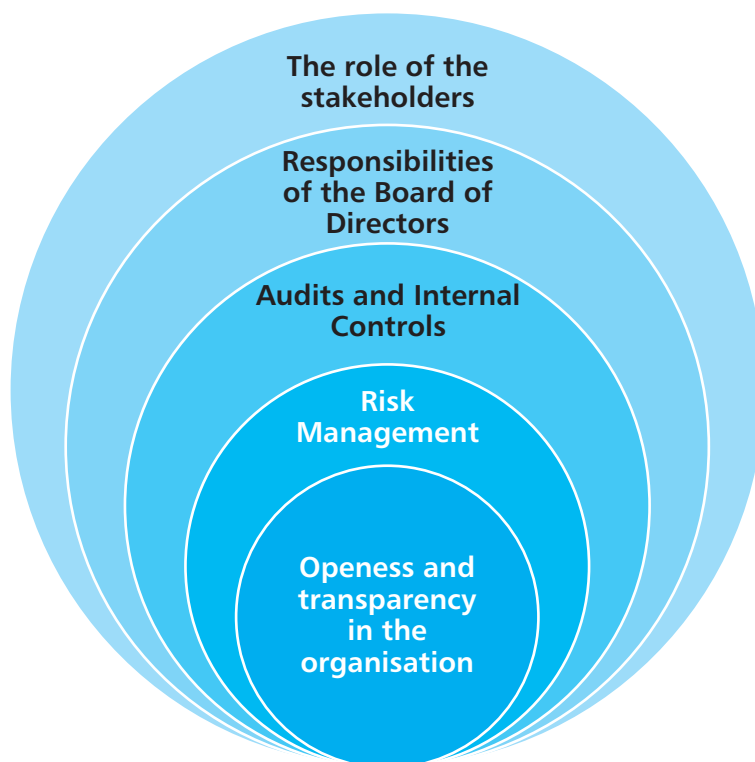 The role of the
stakeholders
Responsibilities
of the Board of
Directors
Audits and Internal
Controls
Risk
Management
Openess and
transparency
in the
organisation